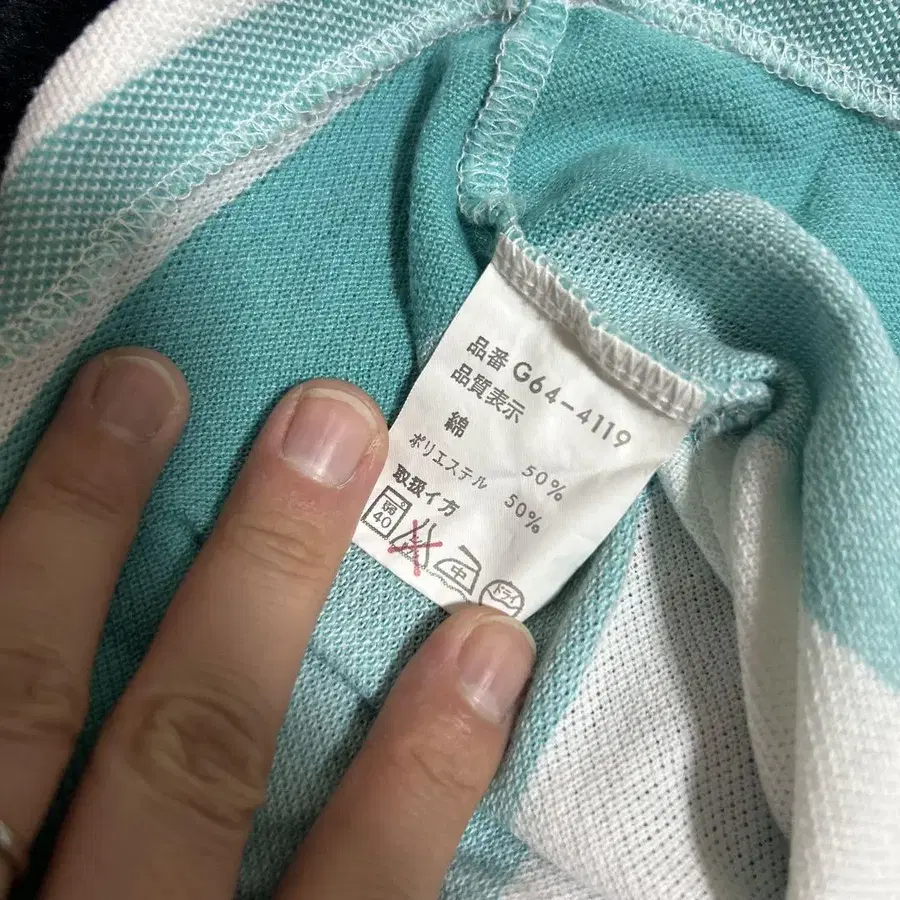 品番 G64-4119
品質表示
綿 50%
ポリエステル 50%
取扱イ方
弱 40 中 ドライ